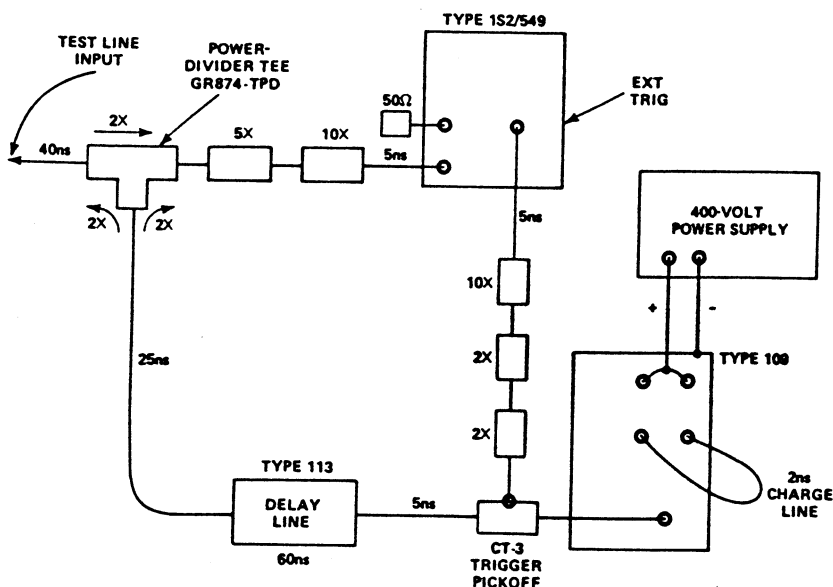 TYPE 1S2/549
TEST LINE
INPUT
POWER-
DIVIDER TEE
GR874-TPD
EXT
TRIG
50Ω
2X
5X
10X
40ns
5ns
2X
2X
5ns
400-VOLT
POWER SUPPLY
10X
+
-
25ns
2X
TYPE 109
2X
TYPE 113
2ns
CHARGE
LINE
DELAY
LINE
5ns
60ns
CT-3
TRIGGER
PICKOFF